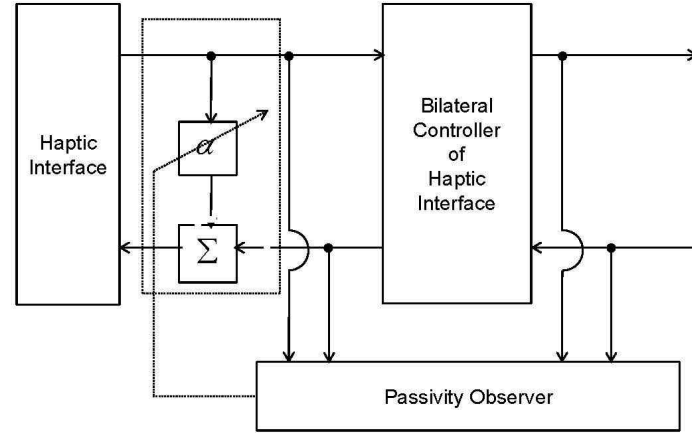 Haptic
Interface
α
Σ
Bilateral
Controller
of
Haptic
Interface
Passivity Observer